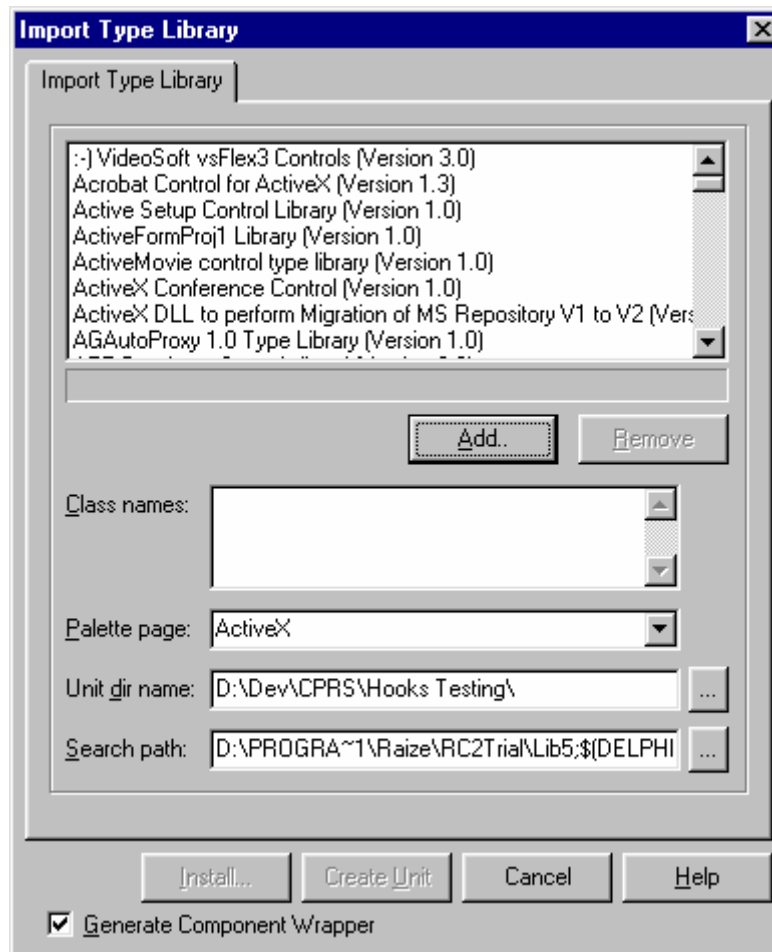 Import Type Library
Import Type Library
:-) VideoSoft vsFlex3 Controls (Version 3.0)
Acrobat Control for ActiveX (Version 1.3)
Active Setup Control Library (Version 1.0)
ActiveFormProj1 Library (Version 1.0)
ActiveMovie control type library (Version 1.0)
ActiveX Conference Control (Version 1.0)
ActiveX DLL to perform Migration of MS Repository V1 to V2 (Vers
AGAutoProxy 1.0 Type Library (Version 1.0)
Add..
Remove
Class names:
Palette page: ActiveX
Unit dir name: D:\Dev\CPRS\Hooks Testing\ ...
Search path: D:\PROGRA~1\Raize\RC2Trial\Lib5;$(DELPHI ...
Install... Create Unit Cancel Help
Generate Component Wrapper